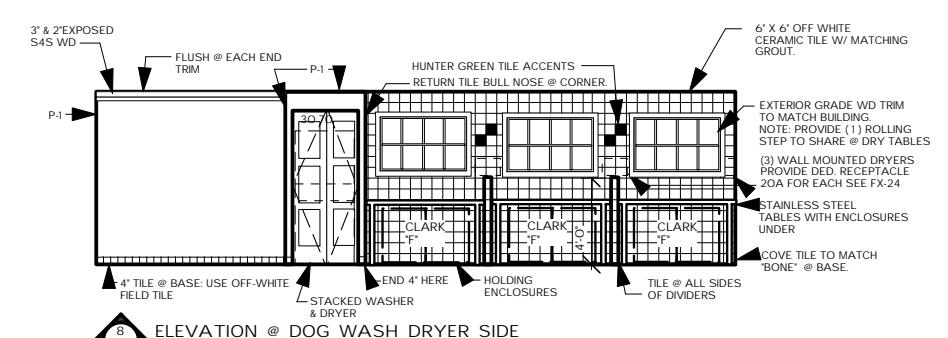 3" & 2"EXPOSED
S4S WD
FLUSH @ EACH END
TRIM
P-1
P-1
HUNTER GREEN TILE ACCENTS
RETURN TILE BULL NOSE @ CORNER.
6" X 6" OFF WHITE
CERAMIC TILE W/ MATCHING
GROUT.
EXTERIOR GRADE WD TRIM
TO MATCH BUILDING.
NOTE: PROVIDE (1) ROLLING
STEP TO SHARE @ DRY TABLES
(3) WALL MOUNTED DRYERS
PROVIDE DED. RECEPTACLE
20A FOR EACH SEE FX-24
STAINLESS STEEL
TABLES WITH ENCLOSURES
UNDER
COVE TILE TO MATCH
"BONE" @ BASE.
30 70
CLARK
"F"
CLARK
"F"
4'-0"
CLARK
"F"
4" TILE @ BASE: USE OFF-WHITE
FIELD TILE
STACKED WASHER
& DRYER
END 4" HERE
HOLDING
ENCLOSURES
TILE @ ALL SIDES
OF DIVIDERS
8
ELEVATION @ DOG WASH DRYER SIDE